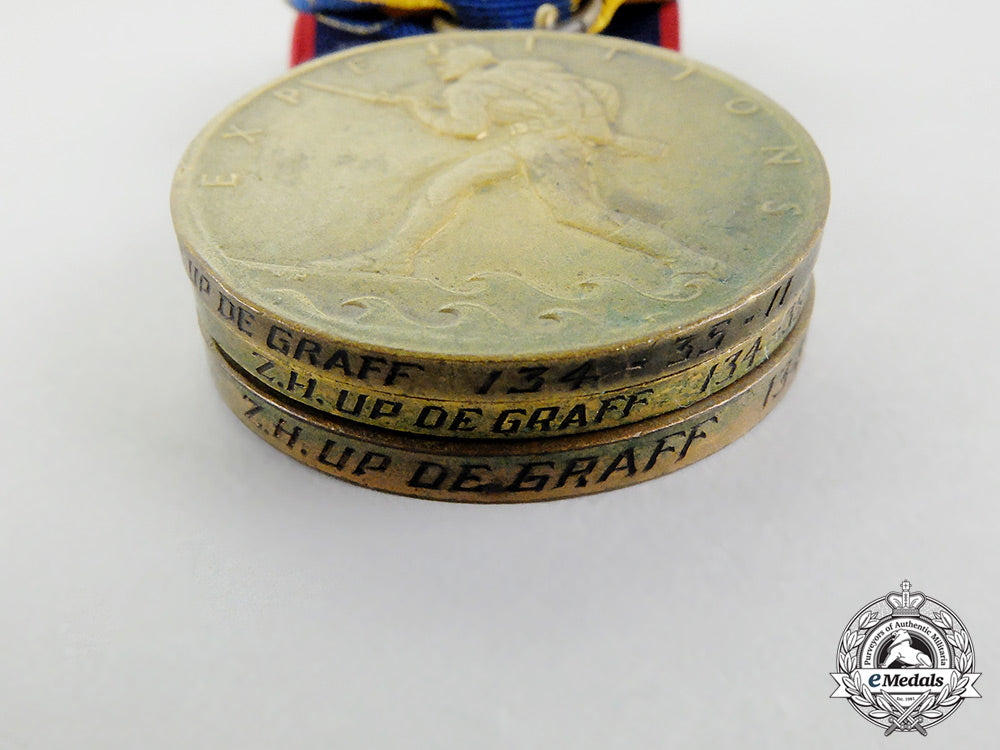 EXPEDITIONS
UP DE GRAFF 134-35-11
Z.H. UP DE GRAFF 134-
Z.H. UP DE GRAFF 13
Purveyors of Authentic Militaria
eMedals